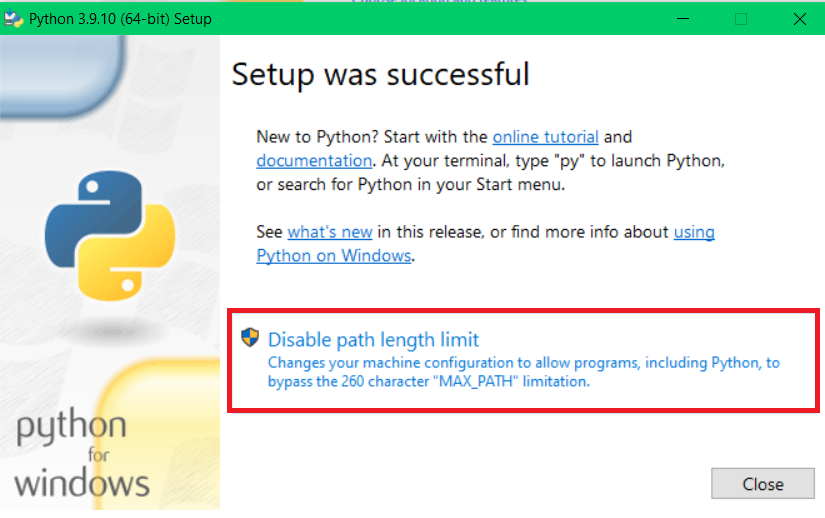 Python 3.9.10 (64-bit) Setup
Setup was successful
New to Python? Start with the online tutorial and
documentation. At your terminal, type "py" to launch Python,
or search for Python in your Start menu.
See what's new in this release, or find more info about using
Python on Windows.
Disable path length limit
Changes your machine configuration to allow programs, including Python, to
bypass the 260 character "MAX_PATH" limitation.
python
for
windows
Close